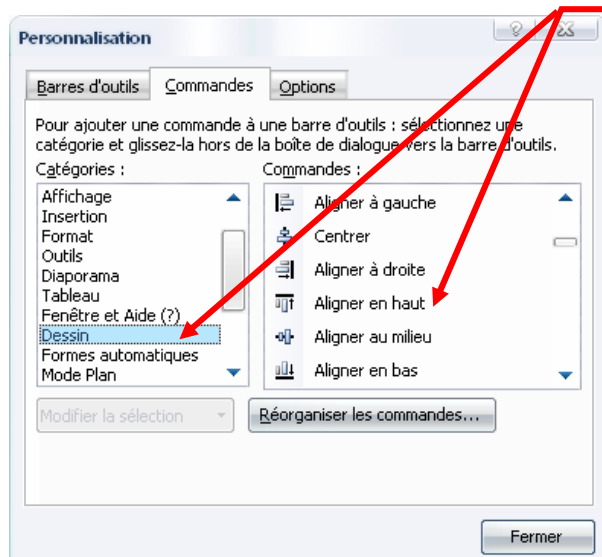 Personnalisation
Barres d'outils Commandes Options
Pour ajouter une commande à une barre d'outils : sélectionnez une
catégorie et glissez-la hors de la boîte de dialogue vers la barre d'outils.
Catégories :
Affichage
Insertion
Format
Outils
Diaporama
Tableau
Fenêtre et Aide (?)
Dessin
Formes automatiques
Mode Plan
Commandes :
Aligner à gauche
Centrer
Aligner à droite
Aligner en haut
Aligner au milieu
Aligner en bas
Modifier la sélection
Réorganiser les commandes...
Fermer